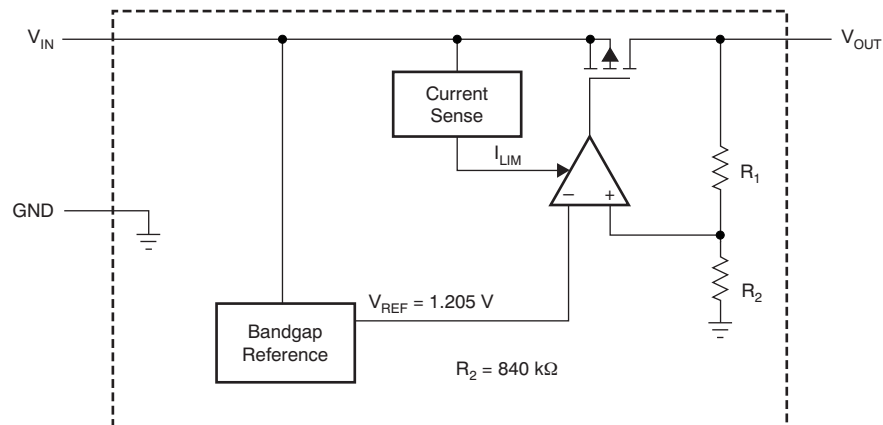 V_IN
V_OUT
Current
Sense
I_LIM
R_1
GND
− +
R_2
V_REF = 1.205 V
Bandgap
Reference
R_2 = 840 kΩ